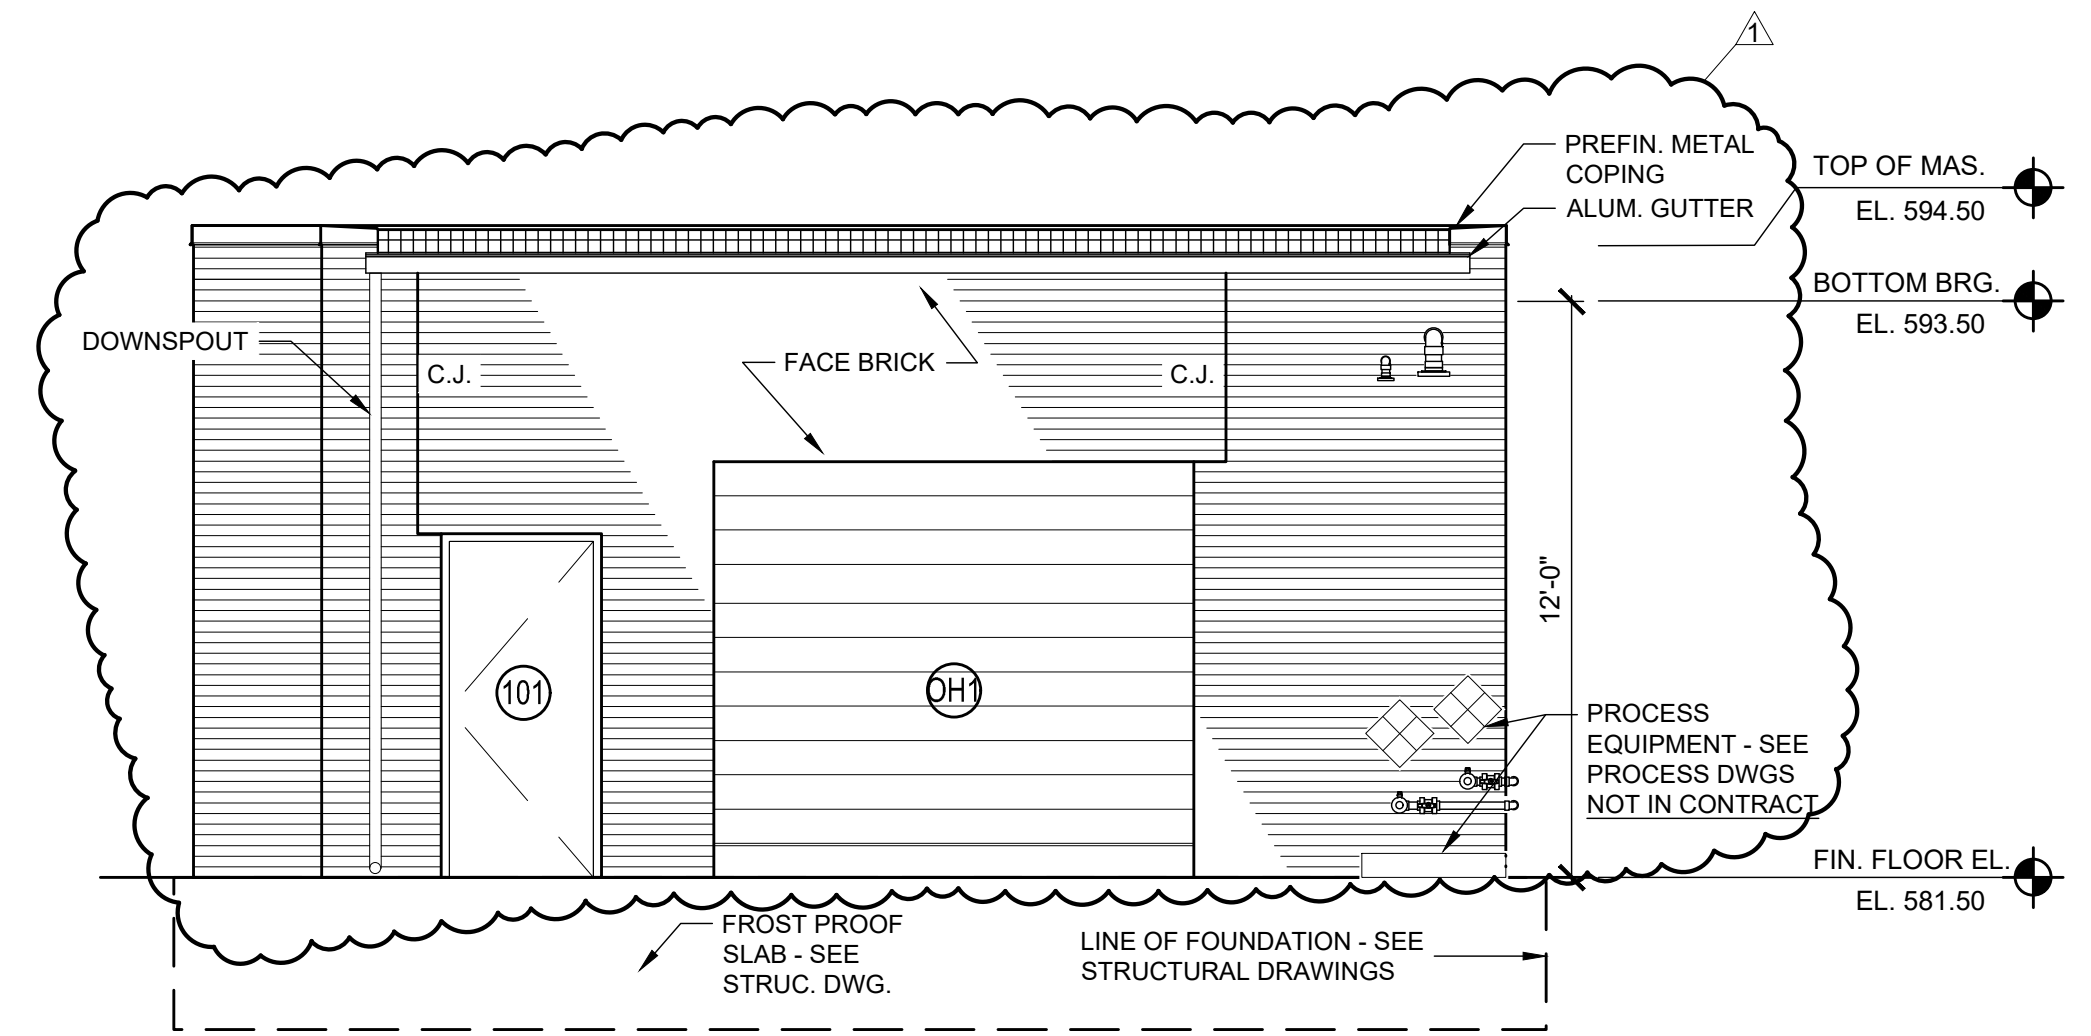 1
PREFIN. METAL
COPING
ALUM. GUTTER
TOP OF MAS.
EL. 594.50
BOTTOM BRG.
EL. 593.50
DOWNSPOUT
C.J.
FACE BRICK
C.J.
12'-0"
101
OH1
PROCESS
EQUIPMENT - SEE
PROCESS DWGS
NOT IN CONTRACT
FIN. FLOOR EL.
EL. 581.50
FROST PROOF
SLAB - SEE
STRUC. DWG.
LINE OF FOUNDATION - SEE
STRUCTURAL DRAWINGS